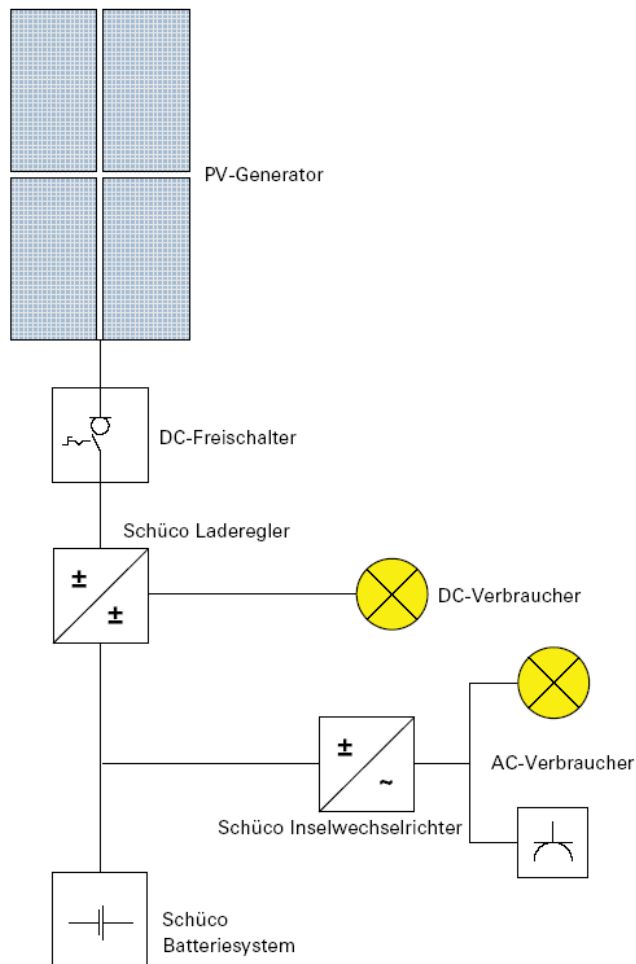 PV-Generator
DC-Freischalter
Schüco Laderegler
±
±
DC-Verbraucher
±
~
AC-Verbraucher
Schüco Inselwechselrichter
Schüco
Batteriesystem